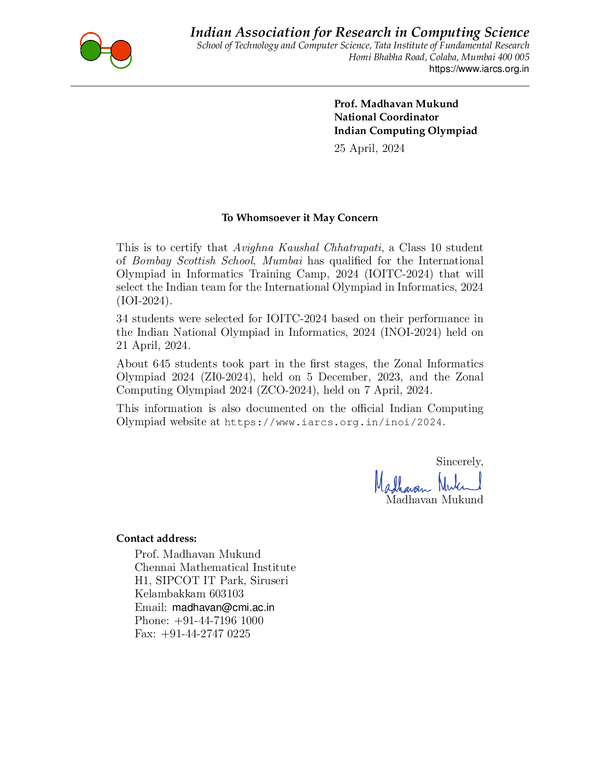 Indian Association for Research in Computing Science
School of Technology and Computer Science, Tata Institute of Fundamental Research
Homi Bhabha Road, Colaba, Mumbai 400 005
https://www.iarcs.org.in
Prof. Madhavan Mukund
National Coordinator
Indian Computing Olympiad
25 April, 2024
To Whomsoever it May Concern
This is to certify that Avighna Kaushal Chhatrapati, a Class 10 student
of Bombay Scottish School, Mumbai has qualified for the International
Olympiad in Informatics Training Camp, 2024 (IOITC-2024) that will
select the Indian team for the International Olympiad in Informatics, 2024
(IOI-2024).
34 students were selected for IOITC-2024 based on their performance in
the Indian National Olympiad in Informatics, 2024 (INOI-2024) held on
21 April, 2024.
About 645 students took part in the first stages, the Zonal Informatics
Olympiad 2024 (ZI0-2024), held on 5 December, 2023, and the Zonal
Computing Olympiad 2024 (ZCO-2024), held on 7 April, 2024.
This information is also documented on the official Indian Computing
Olympiad website at https://www.iarcs.org.in/inoi/2024.
Sincerely,
Madhavan Mukund
Madhavan Mukund
Contact address:
Prof. Madhavan Mukund
Chennai Mathematical Institute
H1, SIPCOT IT Park, Siruseri
Kelambakkam 603103
Email: madhavan@cmi.ac.in
Phone: +91-44-7196 1000
Fax: +91-44-2747 0225